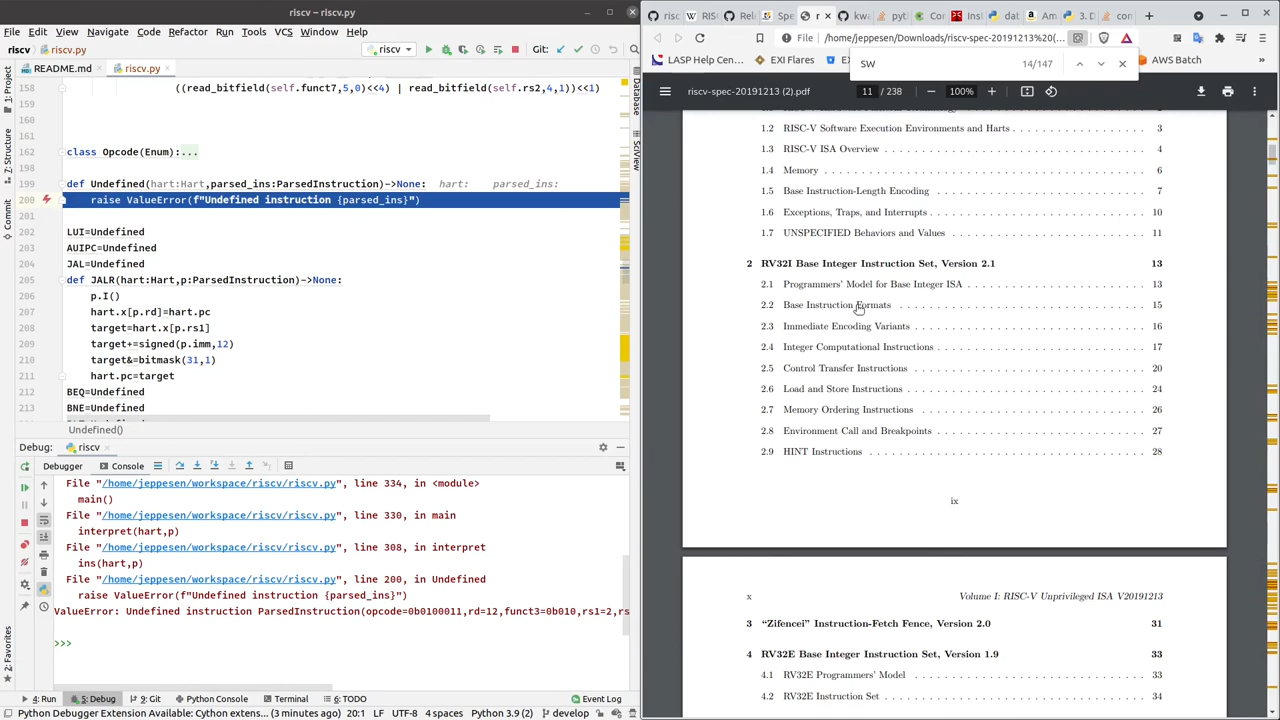 riscv – riscv.py
File Edit View Navigate Code Refactor Run Tools VCS Window Help
riscv riscv.py riscv Git:
README.md riscv.py
158 ((read_bitfield(self.funct7,5,0)<<4) | read_bitfield(self.rs2,4,1))<<1)
159
160
161
162 class Opcode(Enum):...
199 def Undefined(hart:Hart,parsed_ins:ParsedInstruction)->None: hart: parsed_ins:
200 raise ValueError(f"Undefined instruction {parsed_ins}")
201
202 LUI=Undefined
203 AUIPC=Undefined
204 JAL=Undefined
205 def JALR(hart:Hart,p:ParsedInstruction)->None:
206 p.I()
207 hart.x[p.rd]=hart.pc
208 target=hart.x[p.rs1]
209 target+=signed(p.imm,12)
210 target&=bitmask(31,1)
211 hart.pc=target
212 BEQ=Undefined
213 BNE=Undefined
Undefined()
Debug: riscv
Debugger Console
File "/home/jeppesen/workspace/riscv/riscv.py", line 334, in <module>
main()
File "/home/jeppesen/workspace/riscv/riscv.py", line 330, in main
interpret(hart,p)
File "/home/jeppesen/workspace/riscv/riscv.py", line 308, in interpret
ins(hart,p)
File "/home/jeppesen/workspace/riscv/riscv.py", line 200, in Undefined
raise ValueError(f"Undefined instruction {parsed_ins}")
ValueError: Undefined instruction ParsedInstruction(opcode=0b0100011,rd=12,funct3=0b010,rs1=2,rs
>>>
4: Run 5: Debug 9: Git Python Console Terminal 6: TODO Event Log
Python Debugger Extension Available: Cython extens... (3 minutes ago) 201:1 LF UTF-8 4 spaces Python 3.9 (2) develop
1: Project
7: Structure
Commit
2: Favorites
Database
SciView
File /home/jeppesen/Downloads/riscv-spec-20191213%20(...
LASP Help Cen... EXI Flares AWS Batch
SW 14/147
riscv-spec-20191213 (2).pdf 11 / 238 100%
1.2 RISC-V Software Execution Environments and Harts 3
1.3 RISC-V ISA Overview 4
1.4 Memory 6
1.5 Base Instruction-Length Encoding 7
1.6 Exceptions, Traps, and Interrupts 10
1.7 UNSPECIFIED Behaviors and Values 11
2 RV32I Base Integer Instruction Set, Version 2.1 13
2.1 Programmers' Model for Base Integer ISA 13
2.2 Base Instruction Formats 15
2.3 Immediate Encoding Variants 16
2.4 Integer Computational Instructions 17
2.5 Control Transfer Instructions 20
2.6 Load and Store Instructions 24
2.7 Memory Ordering Instructions 26
2.8 Environment Call and Breakpoints 27
2.9 HINT Instructions 28
ix
x Volume I: RISC-V Unprivileged ISA V20191213
3 “Zifencei” Instruction-Fetch Fence, Version 2.0 31
4 RV32E Base Integer Instruction Set, Version 1.9 33
4.1 RV32E Programmers' Model 33
4.2 RV32E Instruction Set 34